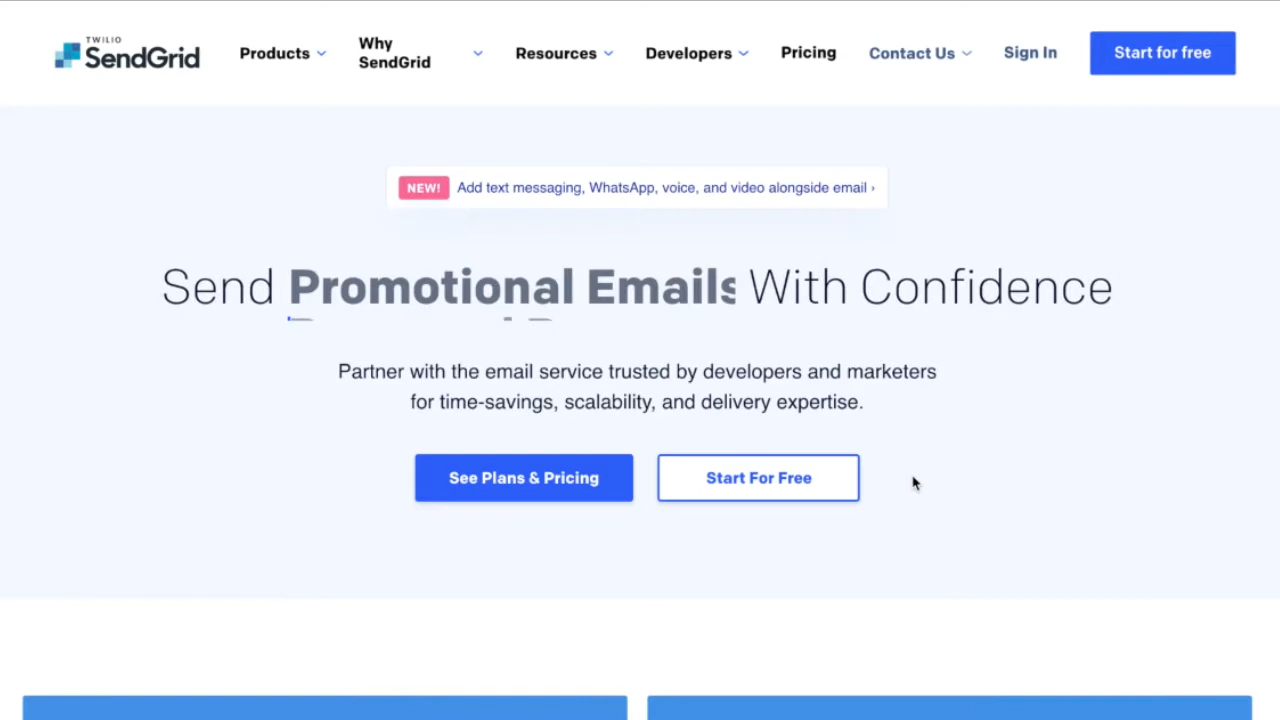 TWILIO
SendGrid
Products
Why
SendGrid
Resources
Developers
Pricing
Contact Us
Sign In
Start for free
NEW! Add text messaging, WhatsApp, voice, and video alongside email ›
Send Promotional Emails With Confidence
Partner with the email service trusted by developers and marketers
for time-savings, scalability, and delivery expertise.
See Plans & Pricing
Start For Free